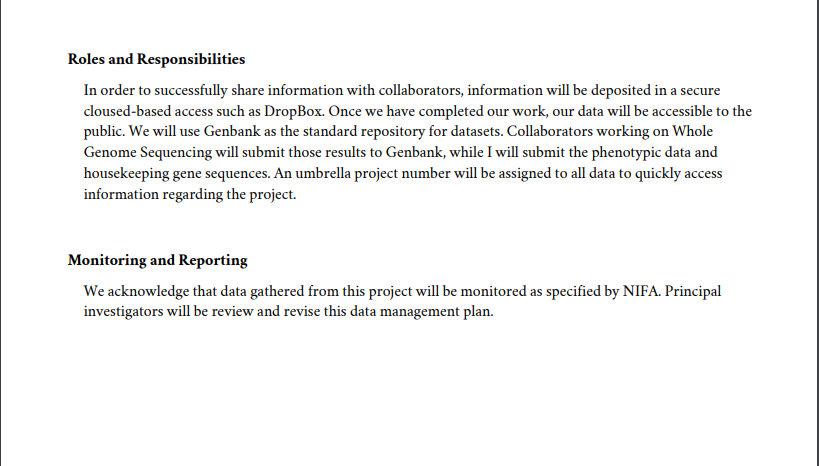 Roles and Responsibilities
In order to successfully share information with collaborators, information will be deposited in a secure
cloused-based access such as DropBox. Once we have completed our work, our data will be accessible to the
public. We will use Genbank as the standard repository for datasets. Collaborators working on Whole
Genome Sequencing will submit those results to Genbank, while I will submit the phenotypic data and
housekeeping gene sequences. An umbrella project number will be assigned to all data to quickly access
information regarding the project.
Monitoring and Reporting
We acknowledge that data gathered from this project will be monitored as specified by NIFA. Principal
investigators will be review and revise this data management plan.